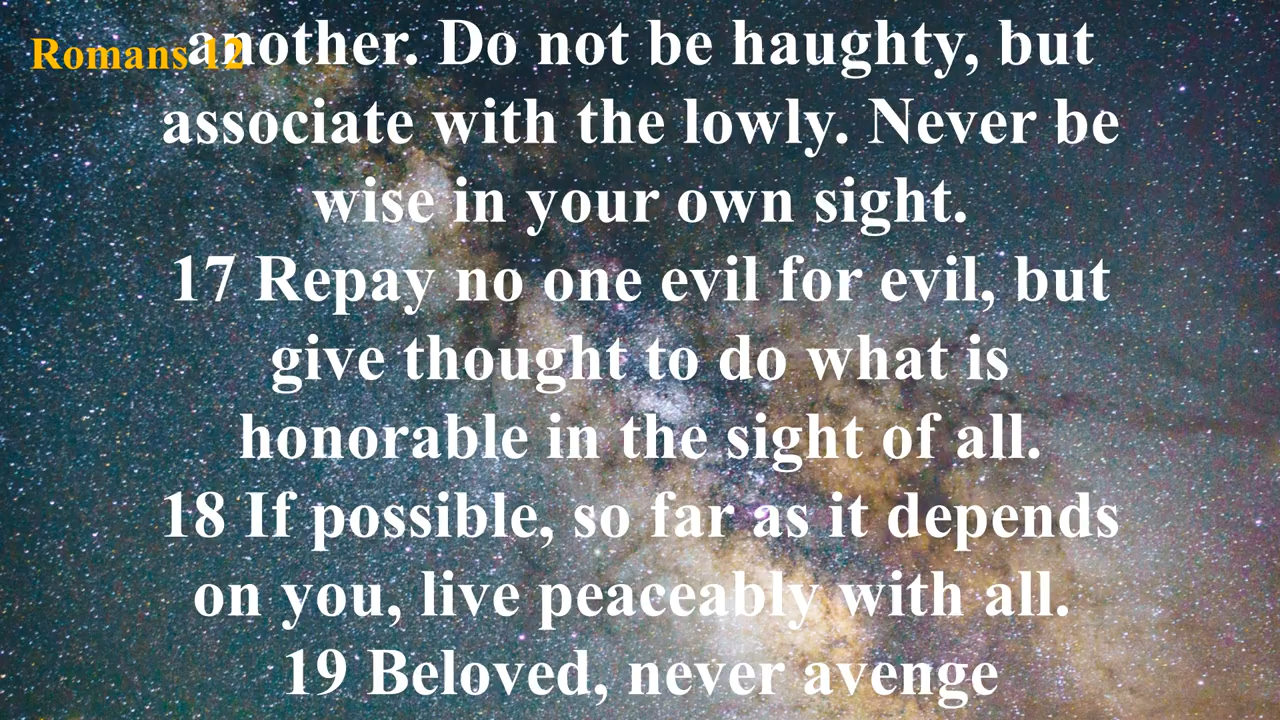 Romans 12
another. Do not be haughty, but
associate with the lowly. Never be
wise in your own sight.
17 Repay no one evil for evil, but
give thought to do what is
honorable in the sight of all.
18 If possible, so far as it depends
on you, live peaceably with all.
19 Beloved, never avenge